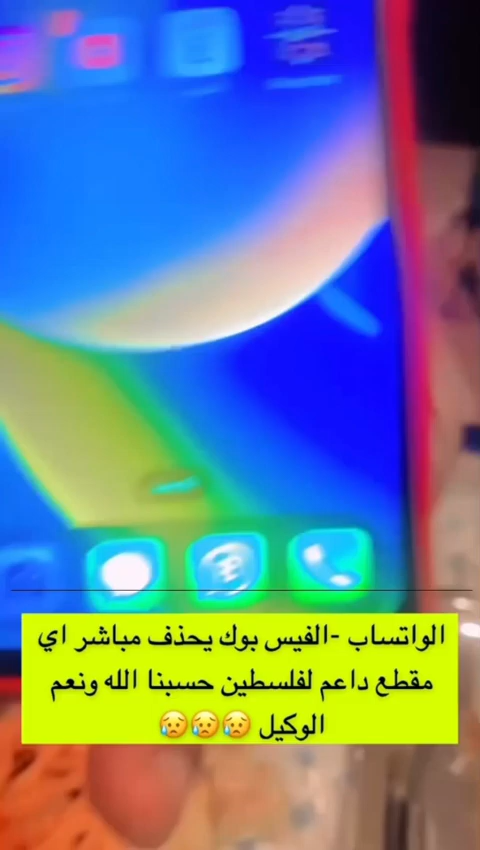 الواتساب -الفيس بوك يحذف مباشر اي
مقطع داعم لفلسطين حسبنا الله ونعم
الوكيل 😥😥😥